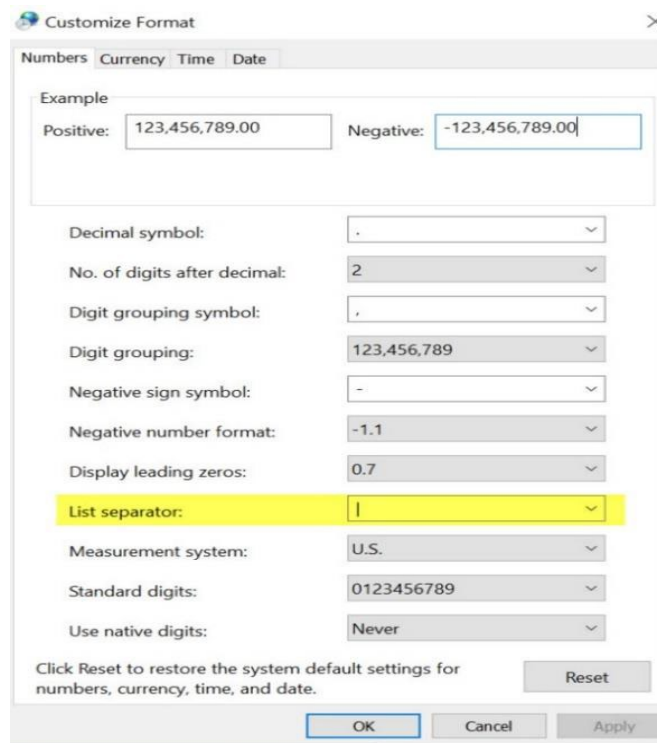 Customize Format
Numbers Currency Time Date
Example
Positive: 123,456,789.00 Negative: -123,456,789.00
Decimal symbol: .
No. of digits after decimal: 2
Digit grouping symbol: ,
Digit grouping: 123,456,789
Negative sign symbol: -
Negative number format: -1.1
Display leading zeros: 0.7
List separator: |
Measurement system: U.S.
Standard digits: 0123456789
Use native digits: Never
Click Reset to restore the system default settings for
numbers, currency, time, and date.
Reset
OK Cancel Apply